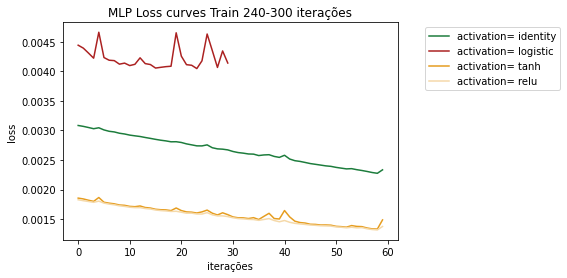 MLP Loss curves Train 240-300 iterações
activation= identity
activation= logistic
activation= tanh
activation= relu
loss
0.0045
0.0040
0.0035
0.0030
0.0025
0.0020
0.0015
0 10 20 30 40 50 60
iterações